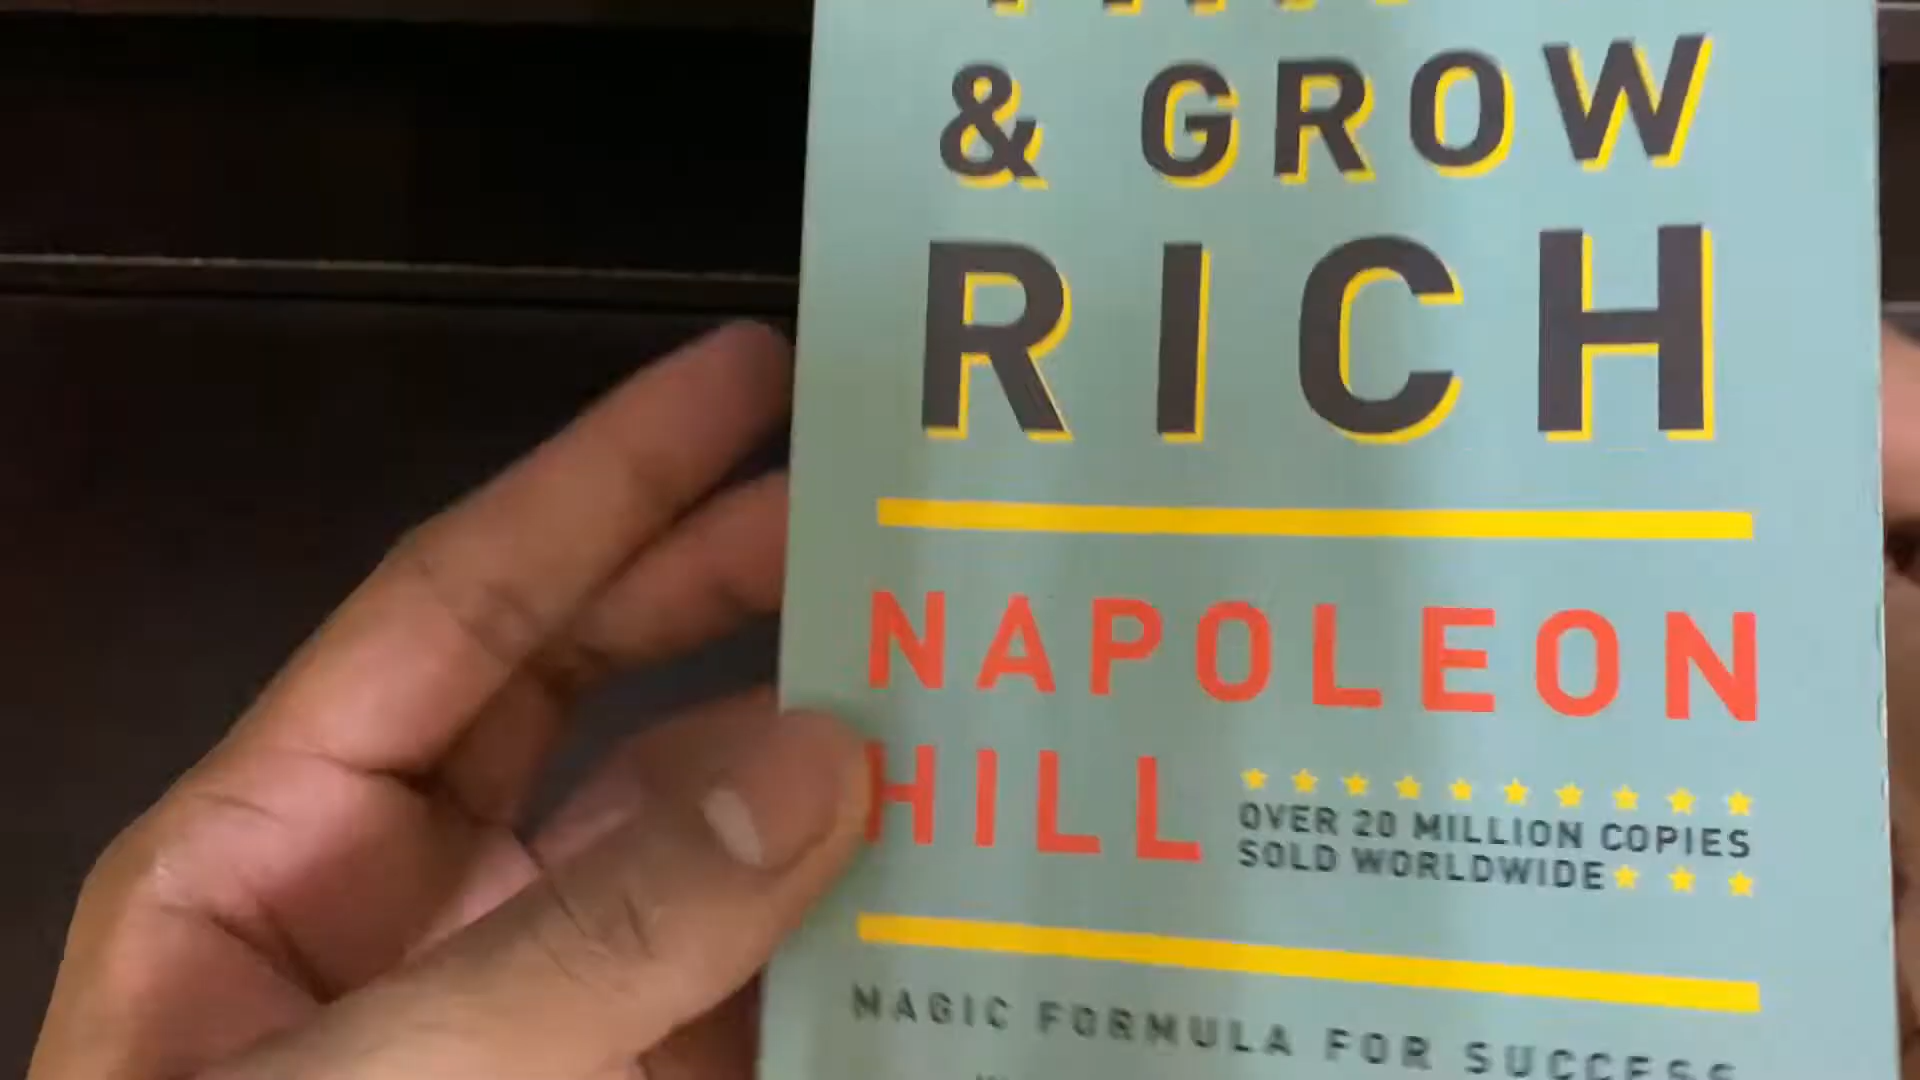 & GROW
RICH
NAPOLEON
HILL
OVER 20 MILLION COPIES
SOLD WORLDWIDE
MAGIC FORMULA FOR SUCCESS